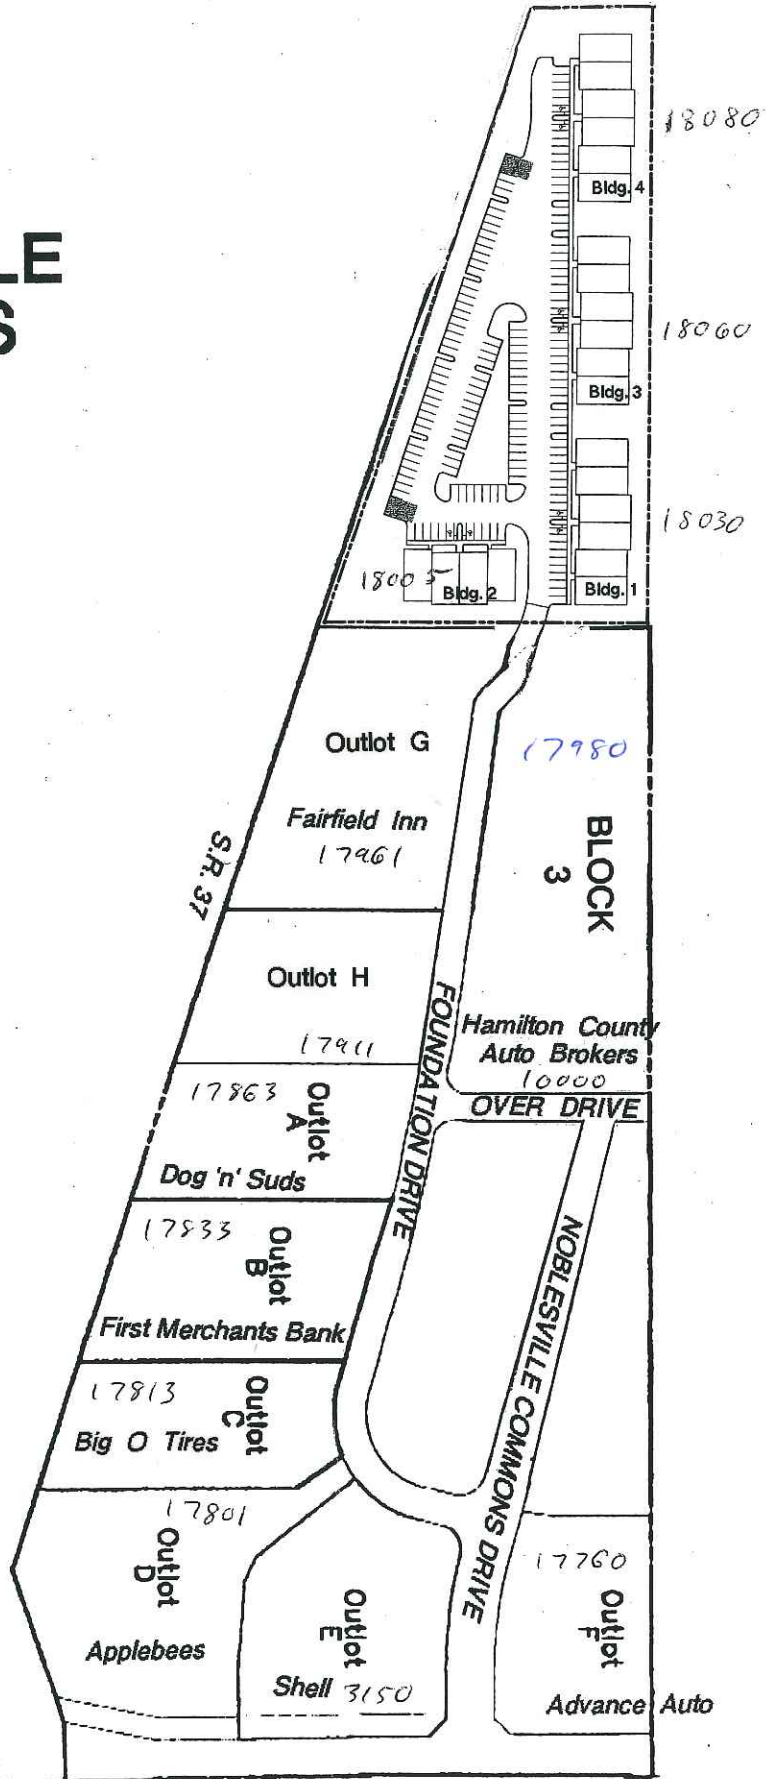 18080
Bldg. 4
LE
S
18060
Bldg. 3
18030
18005
Bldg. 2
Bldg. 1
Outlot G
17980
Fairfield Inn
17961
BLOCK
3
S.R. 37
Outlot H
17911
FOUNDATION DRIVE
Hamilton County
Auto Brokers
10000
OVER DRIVE
17863
Outlot
A
Dog 'n' Suds
17833
Outlot
B
First Merchants Bank
NOBLESVILLE COMMONS DRIVE
17813
Outlot
C
Big O Tires
17801
Outlot
D
Applebees
Outlot
E
Shell 3150
17760
Outlot
F
Advance Auto